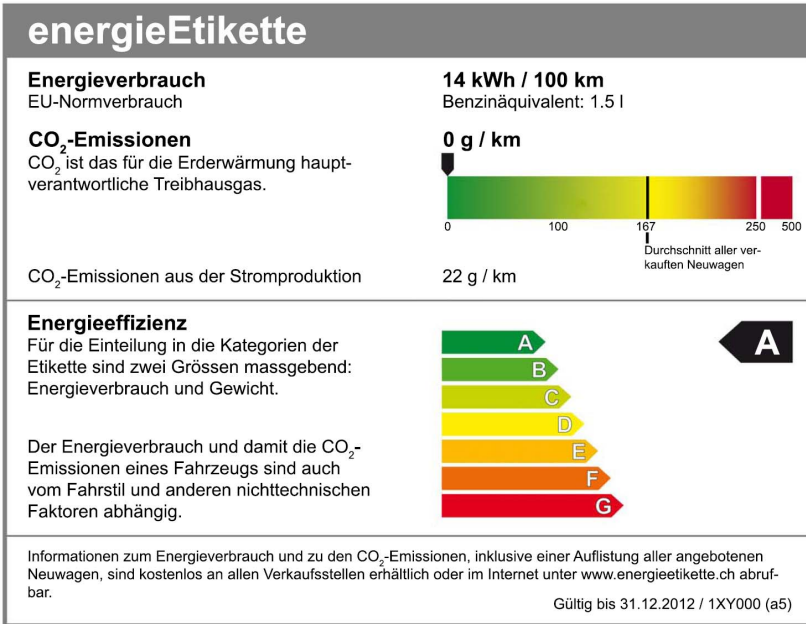 energieEtikette
Energieverbrauch
14 kWh / 100 km
EU-Normverbrauch
Benzinäquivalent: 1.5 l
CO₂-Emissionen
0 g / km
CO₂ ist das für die Erderwärmung haupt-
verantwortliche Treibhausgas.
0 100 167 250 500
Durchschnitt aller ver-
kauften Neuwagen
CO₂-Emissionen aus der Stromproduktion
22 g / km
Energieeffizienz
Für die Einteilung in die Kategorien der
Etikette sind zwei Grössen massgebend:
Energieverbrauch und Gewicht.
Der Energieverbrauch und damit die CO₂-
Emissionen eines Fahrzeugs sind auch
vom Fahrstil und anderen nichttechnischen
Faktoren abhängig.
A
B
C
D
E
F
G
A
Informationen zum Energieverbrauch und zu den CO₂-Emissionen, inklusive einer Auflistung aller angebotenen
Neuwagen, sind kostenlos an allen Verkaufsstellen erhältlich oder im Internet unter www.energieetikette.ch abruf-
bar.
Gültig bis 31.12.2012 / 1XY000 (a5)